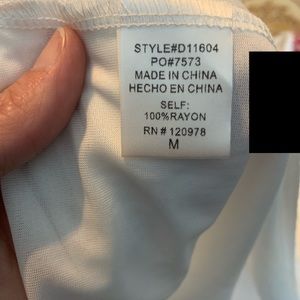 STYLE#D11604
PO#7573
MADE IN CHINA
HECHO EN CHINA
SELF:
100%RAYON
RN # 120978
M